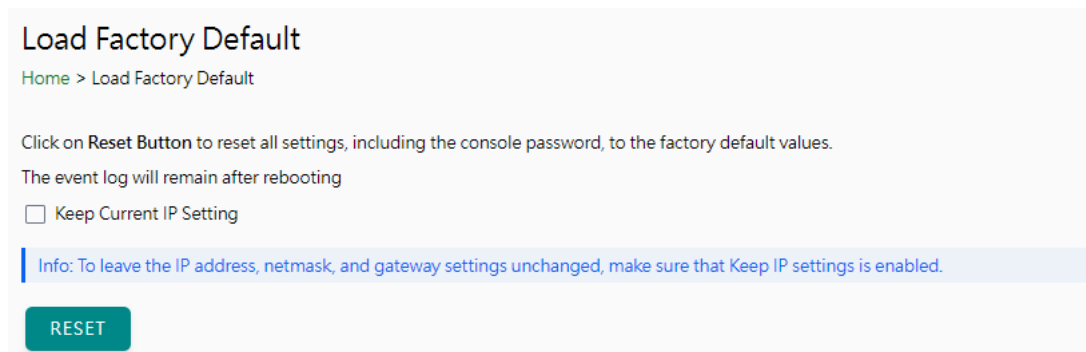 Load Factory Default
Home > Load Factory Default
Click on Reset Button to reset all settings, including the console password, to the factory default values.
The event log will remain after rebooting
Keep Current IP Setting
Info: To leave the IP address, netmask, and gateway settings unchanged, make sure that Keep IP settings is enabled.
RESET